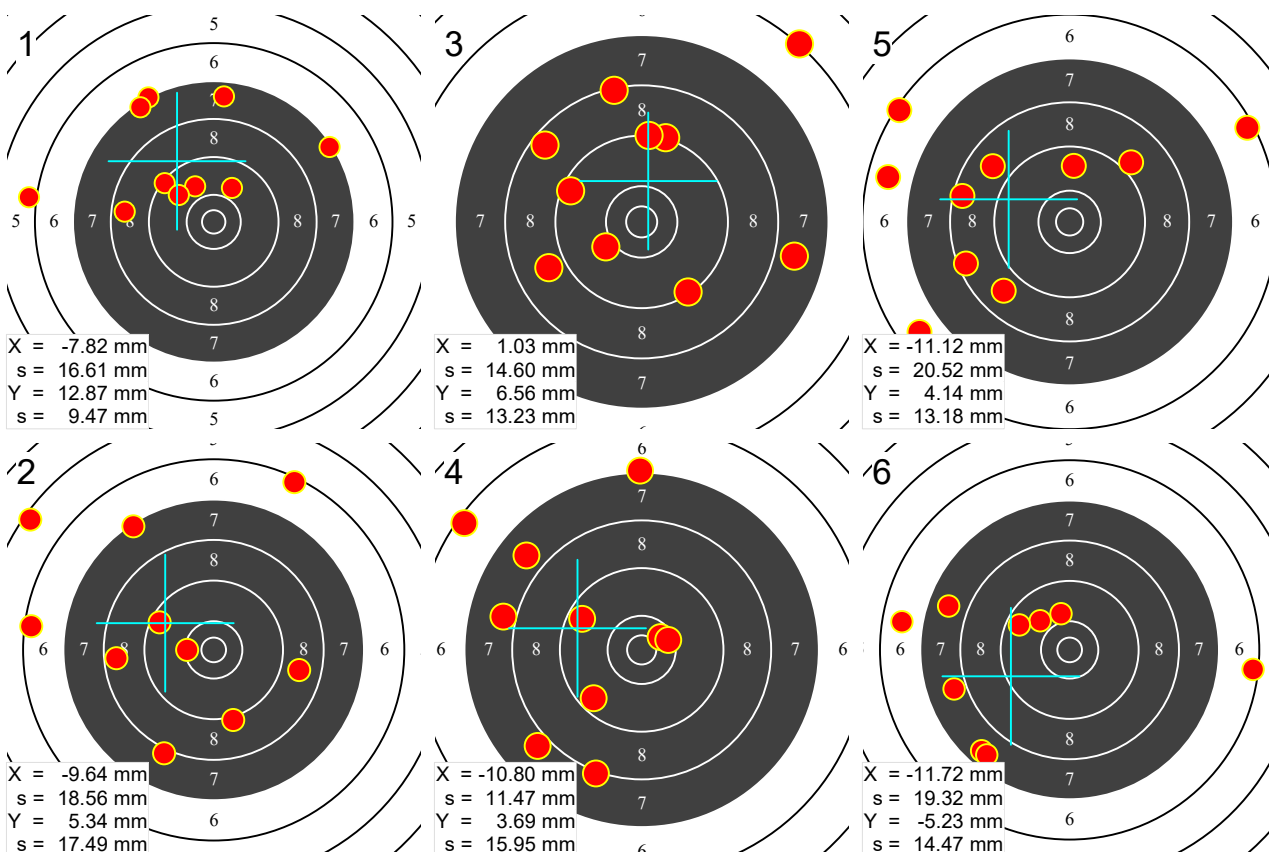 1
5
6
7
8
5 6 7 8 8 7 6 5
8
7
6
5
X = -7.82 mm
s = 16.61 mm
Y = 12.87 mm
s = 9.47 mm
3
7
8
8
7
X = 1.03 mm
s = 14.60 mm
Y = 6.56 mm
s = 13.23 mm
5
6
7
8
6 7 8 8 7 6
8
7
6
X = -11.12 mm
s = 20.52 mm
Y = 4.14 mm
s = 13.18 mm
2
6
7
8
6 7 8 8 7 6
8
7
6
X = -9.64 mm
s = 18.56 mm
Y = 5.34 mm
s = 17.49 mm
4
6
7
8
7 8 8 7
8
7
X = -10.80 mm
s = 11.47 mm
Y = 3.69 mm
s = 15.95 mm
6
6
7
8
7 8 8 7 6
8
7
6
X = -11.72 mm
s = 19.32 mm
Y = -5.23 mm
s = 14.47 mm